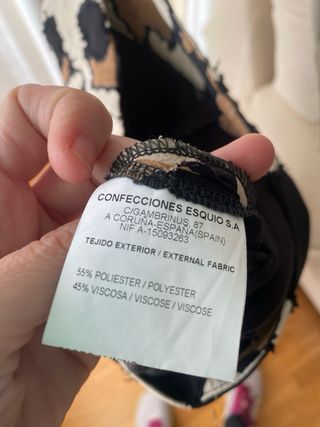 CONFECCIONES ESQUIO S.A
C/GAMBRINUS, 87
A CORUÑA-ESPAÑA(SPAIN)
NIF A-15093263
TEJIDO EXTERIOR / EXTERNAL FABRIC
55% POLIESTER / POLYESTER
45% VISCOSA / VISCOSE / VISCOSE